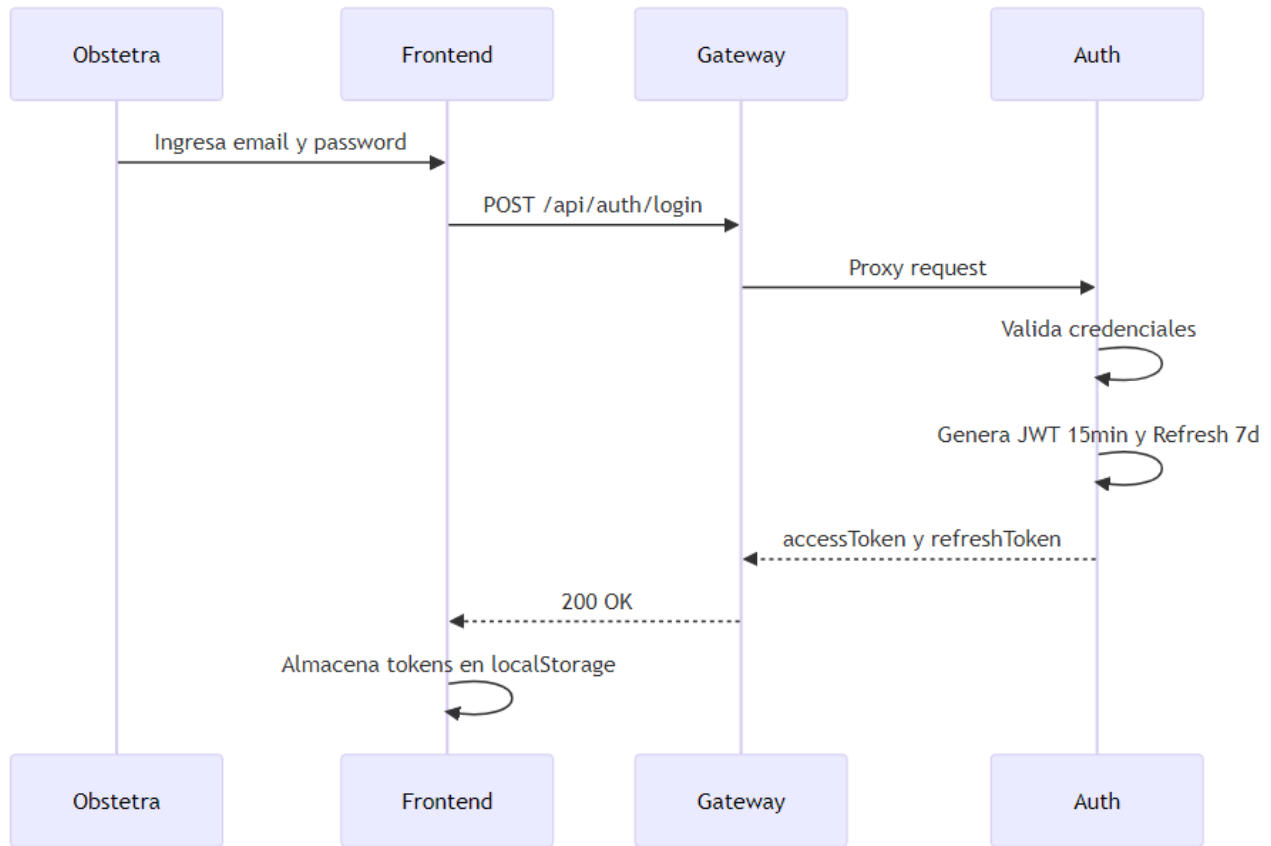 Obstetra
Frontend
Gateway
Auth
Ingresa email y password
POST /api/auth/login
Proxy request
Valida credenciales
Genera JWT 15min y Refresh 7d
accessToken y refreshToken
200 OK
Almacena tokens en localStorage
Obstetra
Frontend
Gateway
Auth